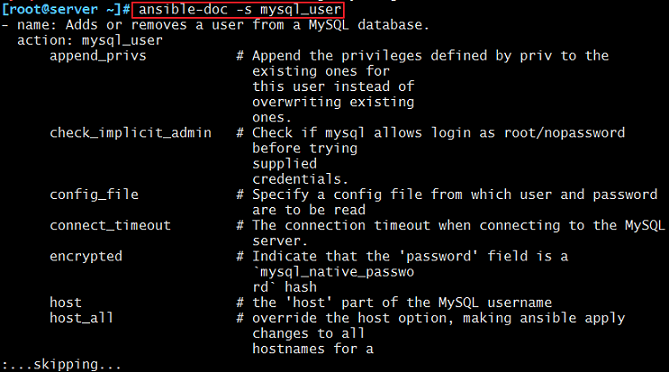 [root@server ~]# ansible-doc -s mysql_user
- name: Adds or removes a user from a MySQL database.
  action: mysql_user
      append_privs           # Append the privileges defined by priv to the
                               existing ones for
                               this user instead of
                               overwriting existing
                               ones.
      check_implicit_admin   # Check if mysql allows login as root/nopassword
                               before trying
                               supplied
                               credentials.
      config_file            # Specify a config file from which user and password
                               are to be read
      connect_timeout        # The connection timeout when connecting to the MySQL
                               server.
      encrypted              # Indicate that the 'password' field is a
                               `mysql_native_passwo
                               rd` hash
      host                   # the 'host' part of the MySQL username
      host_all               # override the host option, making ansible apply
                               changes to all
                               hostnames for a
:...skipping...